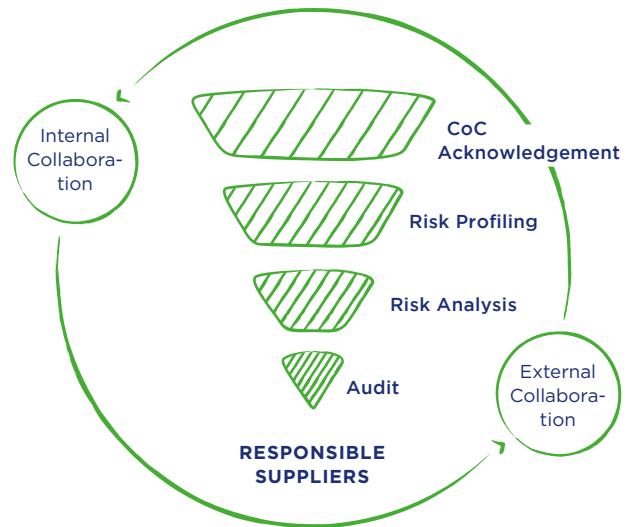 Internal
Collabora-
tion
CoC
Acknowledgement
Risk Profiling
Risk Analysis
Audit
External
Collabora-
tion
RESPONSIBLE
SUPPLIERS